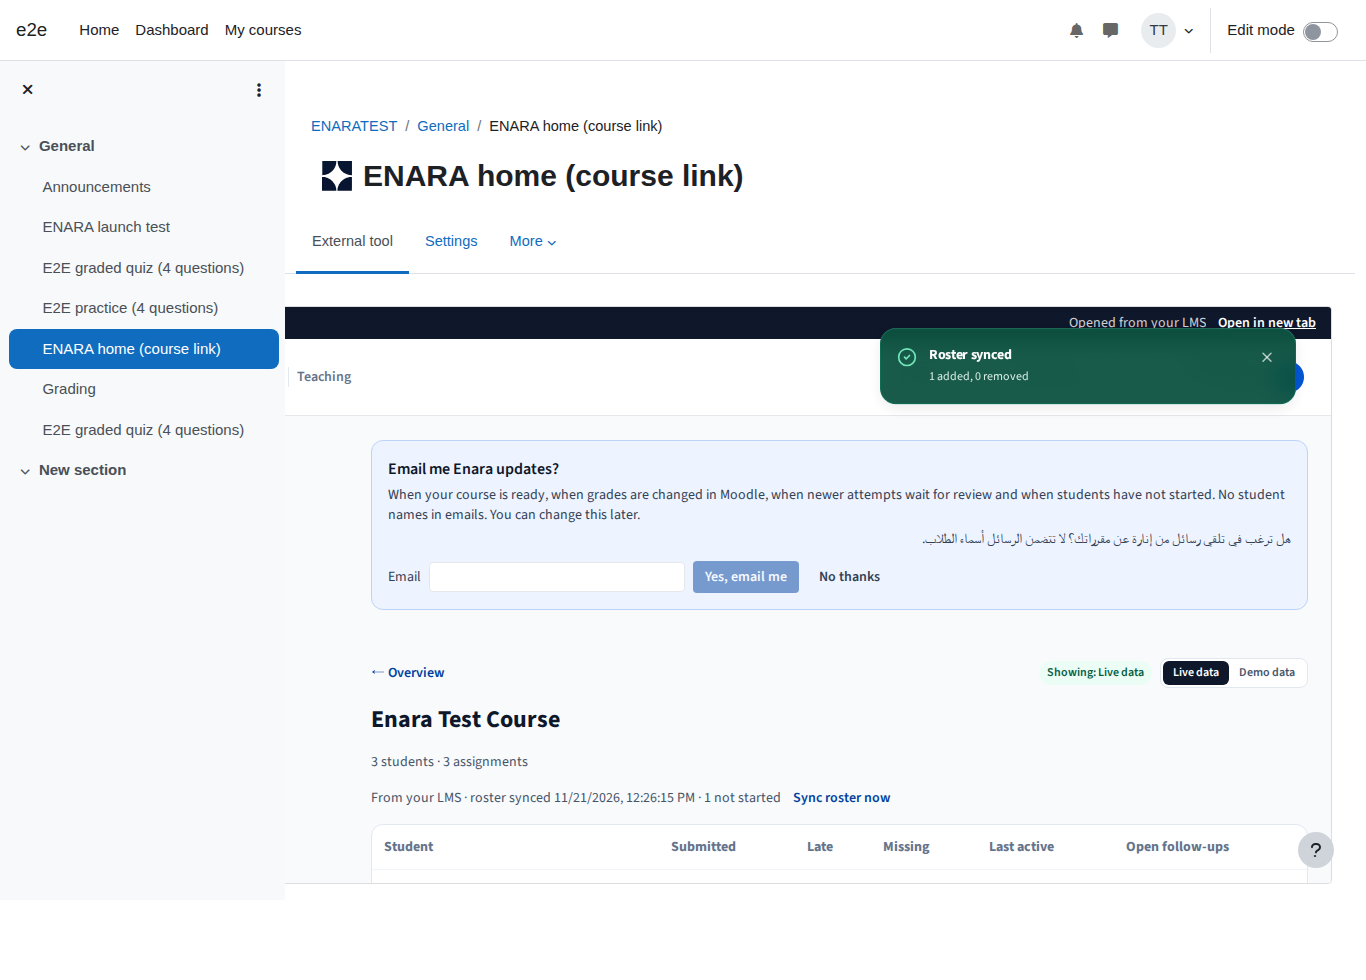 e2e Home Dashboard My courses TT Edit mode
General
Announcements
ENARA launch test
E2E graded quiz (4 questions)
E2E practice (4 questions)
ENARA home (course link)
Grading
E2E graded quiz (4 questions)
New section
ENARATEST / General / ENARA home (course link)
ENARA home (course link)
External tool Settings More
Opened from your LMS Open in new tab
Teaching
Roster synced
1 added, 0 removed
Email me Enara updates?
When your course is ready, when grades are changed in Moodle, when newer attempts wait for review and when students have not started. No student
names in emails. You can change this later.
هل ترغب في تلقي رسائل من إنارة عن مقرراتك؟ لا تتضمن الرسائل أسماء الطلاب.
Email Yes, email me No thanks
← Overview Showing: Live data Live data Demo data
Enara Test Course
3 students · 3 assignments
From your LMS · roster synced 11/21/2026, 12:26:15 PM · 1 not started Sync roster now
Student Submitted Late Missing Last active Open follow-ups
?